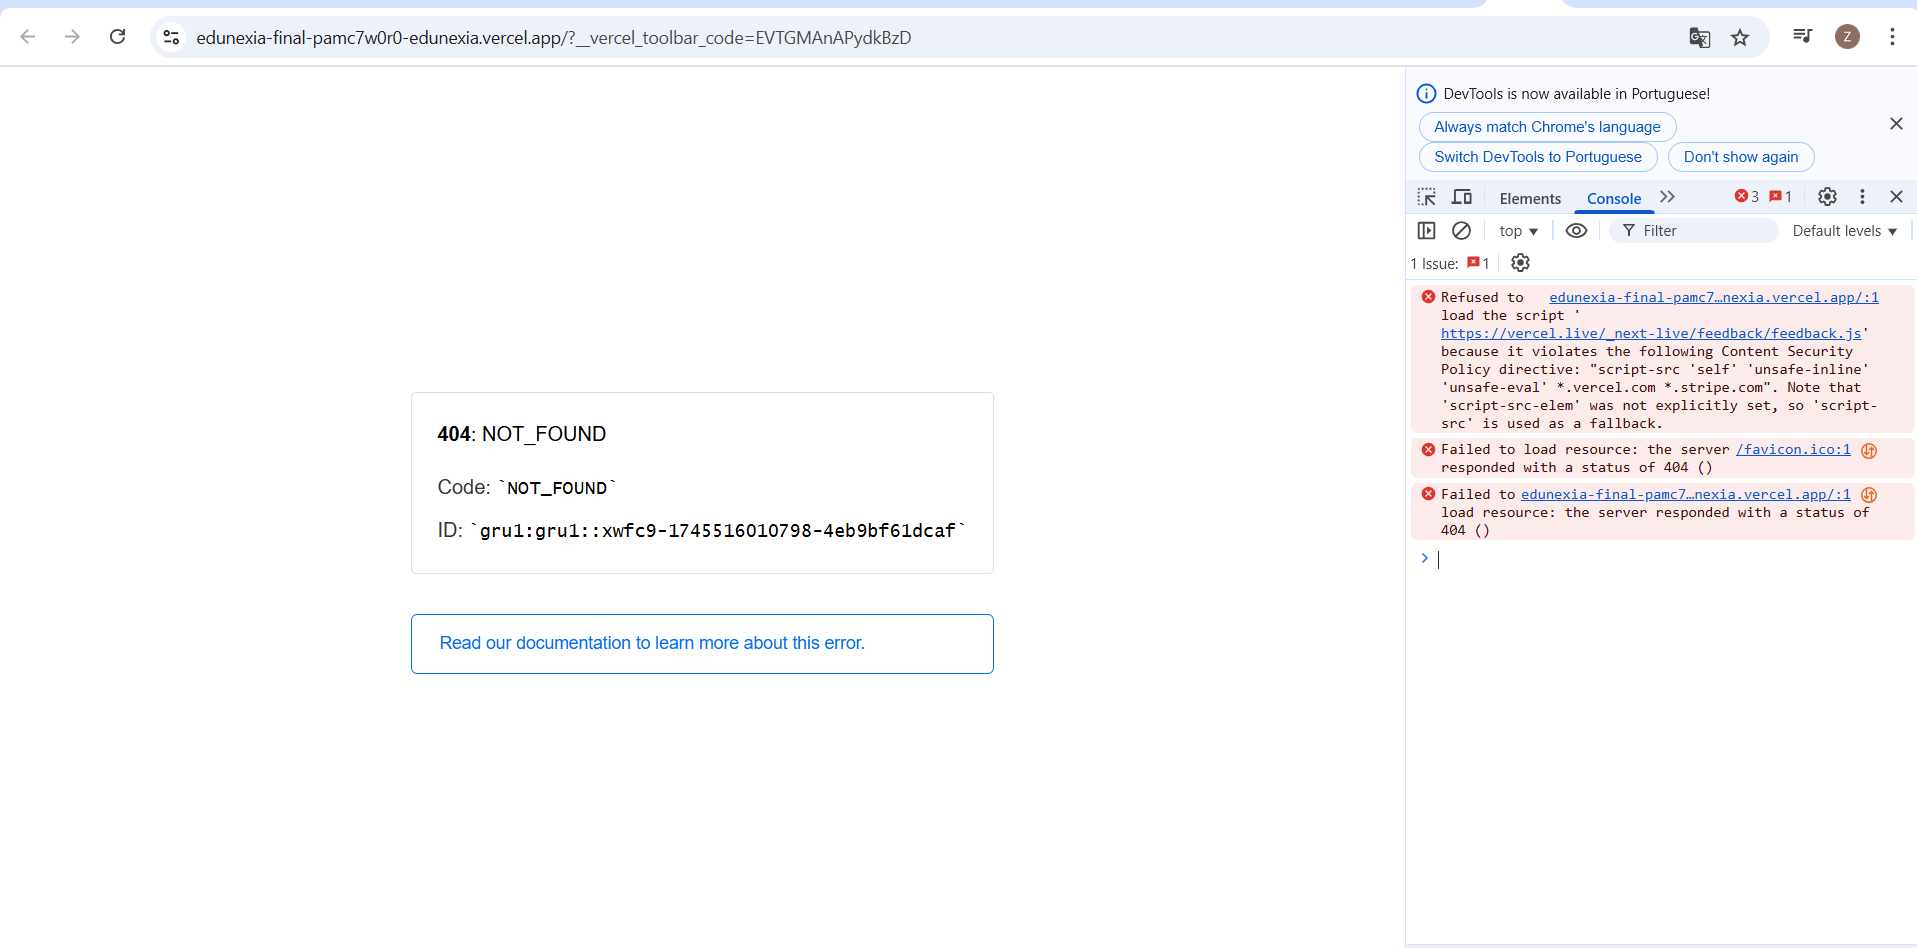 edunexia-final-pamc7w0r0-edunexia.vercel.app/?__vercel_toolbar_code=EVTGMAnAPydkBzD
Z
404: NOT_FOUND
Code: `NOT_FOUND`
ID: `gru1:gru1::xwfc9-1745516010798-4eb9bf61dcaf`
Read our documentation to learn more about this error.
DevTools is now available in Portuguese!
Always match Chrome's language
Switch DevTools to Portuguese Don't show again
Elements Console 3 1
top Filter Default levels
1 Issue: 1
Refused to edunexia-final-pamc7…nexia.vercel.app/:1
load the script '
https://vercel.live/_next-live/feedback/feedback.js'
because it violates the following Content Security
Policy directive: "script-src 'self' 'unsafe-inline'
'unsafe-eval' *.vercel.com *.stripe.com". Note that
'script-src-elem' was not explicitly set, so 'script-
src' is used as a fallback.
Failed to load resource: the server /favicon.ico:1
responded with a status of 404 ()
Failed to edunexia-final-pamc7…nexia.vercel.app/:1
load resource: the server responded with a status of
404 ()